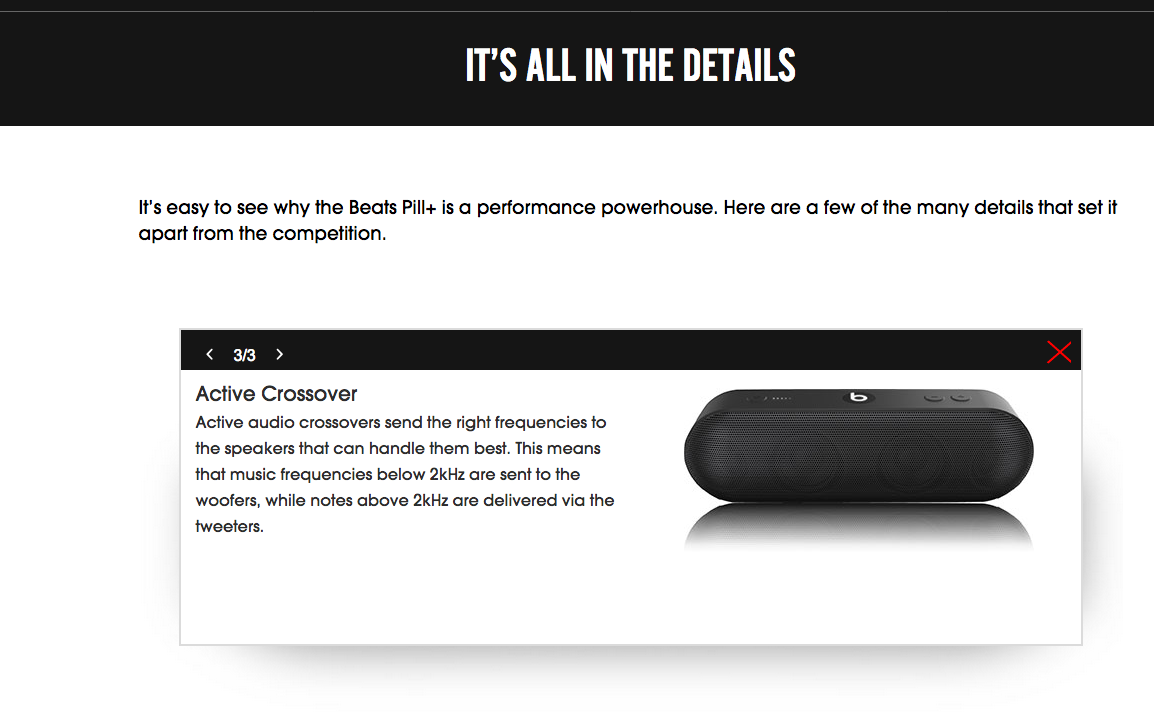 IT’S ALL IN THE DETAILS
It's easy to see why the Beats Pill+ is a performance powerhouse. Here are a few of the many details that set it
apart from the competition.
3/3
Active Crossover
Active audio crossovers send the right frequencies to
the speakers that can handle them best. This means
that music frequencies below 2kHz are sent to the
woofers, while notes above 2kHz are delivered via the
tweeters.
b